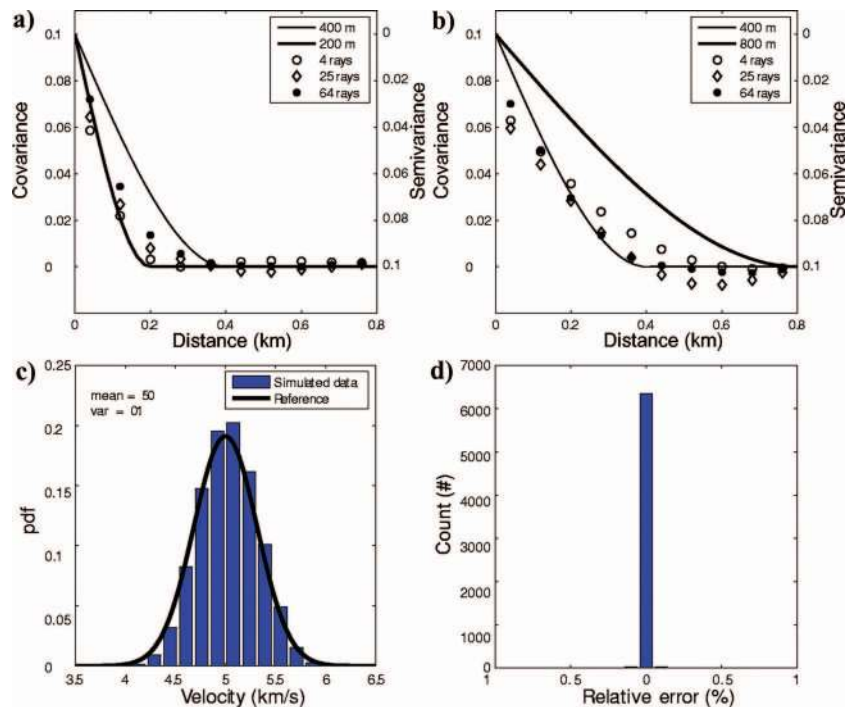 a)
400 m
200 m
4 rays
25 rays
64 rays
0.1
0.08
0.06
0.04
0.02
0
Covariance
0
0.02
0.04
0.06
0.08
0.1
Semivariance
0
0.2
0.4
0.6
0.8
Distance (km)
b)
400 m
800 m
4 rays
25 rays
64 rays
0.1
0.08
0.06
0.04
0.02
0
Covariance
0
0.02
0.04
0.06
0.08
0.1
Semivariance
0
0.2
0.4
0.6
0.8
Distance (km)
c)
mean = 50
var = 01
Simulated data
Reference
0.25
0.2
0.15
0.1
0.05
0
pdf
3.5
4
4.5
5
5.5
6
6.5
Velocity (km/s)
d)
7000
6000
5000
4000
3000
2000
1000
0
Count (#)
1
0 5
0
0.5
1
Relative error (%)